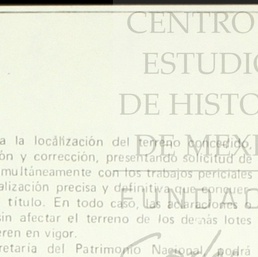 CENTRO
ESTUDIO
DE HISTO
DE MEXI
FUNDAC
a la localización del terreno concedido,
ón y corrección, presentando solicitud de
multáneamente con los trabajos periciales
alización precisa y definitiva que conquer
título. En todo caso, las aclaraciones o
sin afectar el terreno de los demás lotes
eren en vigor.
retaría del Patrimonio Nacional podrá